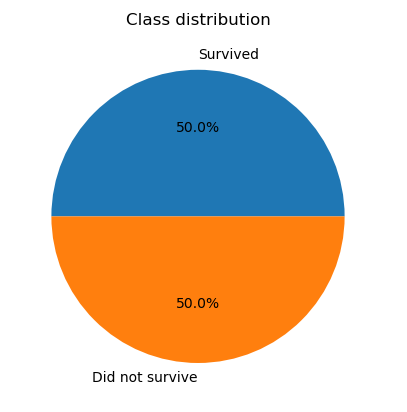 Class distribution
Survived
50.0%
50.0%
Did not survive